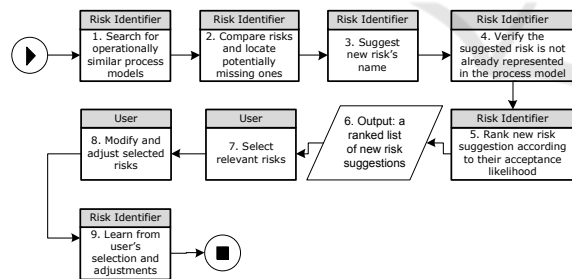 Risk Identifier
1. Search for
operationally
similar process
models
Risk Identifier
2. Compare risks
and locate
potentially
missing ones
Risk Identifier
3. Suggest
new risk's
name
Risk Identifier
4. Verify the
suggested risk is not
already represented
in the process model
Risk Identifier
5. Rank new risk
suggestion according
to their acceptance
likelihood
6. Output: a
ranked list
of new risk
suggestions
User
7. Select
relevant risks
User
8. Modify and
adjust selected
risks
Risk Identifier
9. Learn from
user's
selection and
adjustments